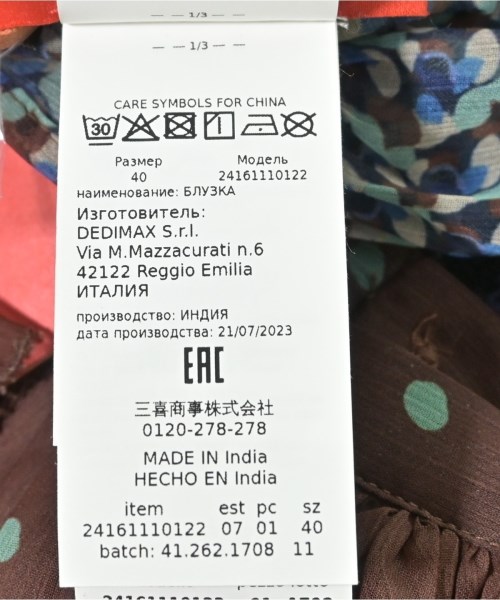 — — 1/3 — —
— — 1/3 — —
CARE SYMBOLS FOR CHINA
30
Размер Модель
40 24161110122
наименование: БЛУЗКА
Изготовитель:
DEDIMAX S.r.l.
Via M.Mazzacurati n.6
42122 Reggio Emilia
ИТАЛИЯ
производство: ИНДИЯ
дата производства: 21/07/2023
EAC
三喜商事株式会社
0120-278-278
MADE IN India
HECHO EN India
item est pc sz
24161110122 07 01 40
batch: 41.262.1708 11